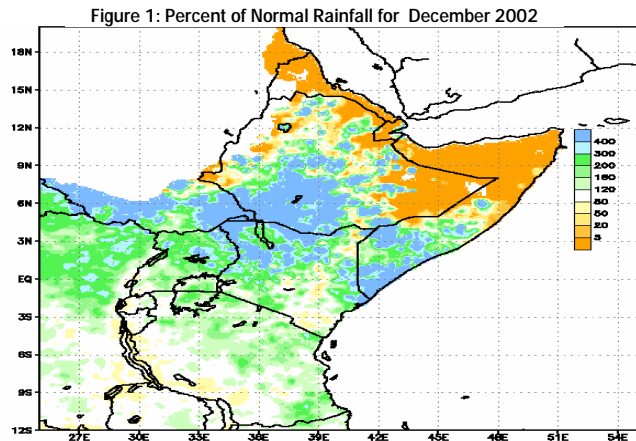 Figure 1: Percent of Normal Rainfall for December 2002
18N
15N
12N
9N
6N
3N
EQ
3S
6S
9S
12S
27E
30E
33E
36E
39E
42E
45E
48E
51E
54E
400
300
200
160
120
80
50
20
5